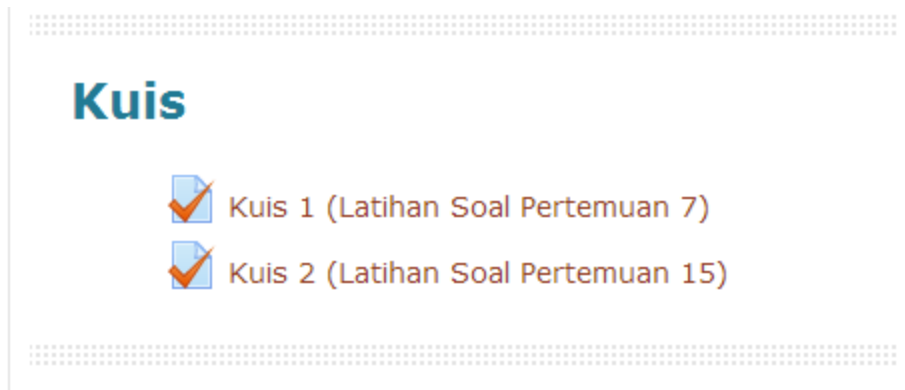 Kuis
Kuis 1 (Latihan Soal Pertemuan 7)
Kuis 2 (Latihan Soal Pertemuan 15)